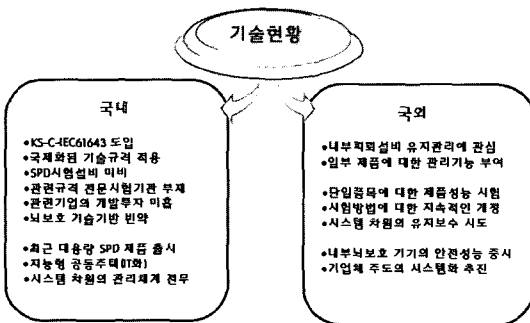 기술현황
국내
•KS-C-IEC61643 도입
•국제화된 기술규격 적용
•SPD시험설비 미비
•관련규격 전문시험기관 부재
•관련기업의 개발투자 미흡
•뇌보호 기술기반 빈약
•최근 대용량 SPD 제품 출시
•지능형 공동주택(IT화)
•시스템 차원의 관리체계 전무
국외
•내부피뢰설비 유지관리에 관심
•일부 제품에 대한 관리기능 부여
•단일품목에 대한 제품성능 시험
•시험방법에 대한 지속적인 개정
•시스템 차원의 유지보수 시도
•내부뇌보호 기기의 안전성능 중시
•기업체 주도의 시스템화 추진